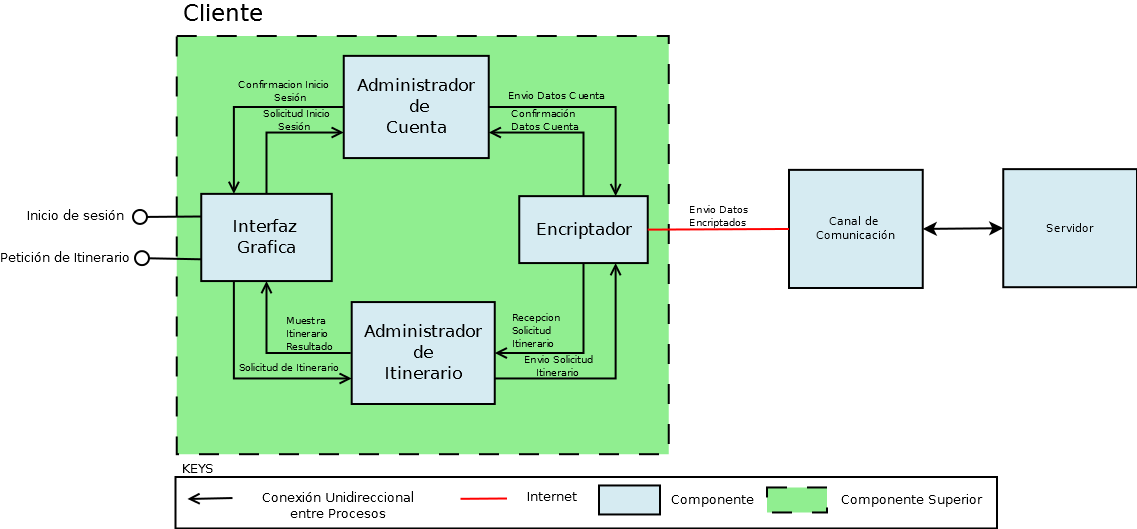 Cliente
Confirmacion Inicio
Sesión
Solicitud Inicio
Sesión
Administrador
de
Cuenta
Envio Datos Cuenta
Confirmación
Datos Cuenta
Inicio de sesión
Petición de Itinerario
Interfaz
Grafica
Encriptador
Envio Datos
Encriptados
Canal de
Comunicación
Servidor
Muestra
Itinerario
Resultado
Solicitud de Itinerario
Administrador
de
Itinerario
Recepcion
Solicitud
Itinerario
Envio Solicitud
Itinerario
KEYS
Conexión Unidireccional
entre Procesos
Internet
Componente
Componente Superior